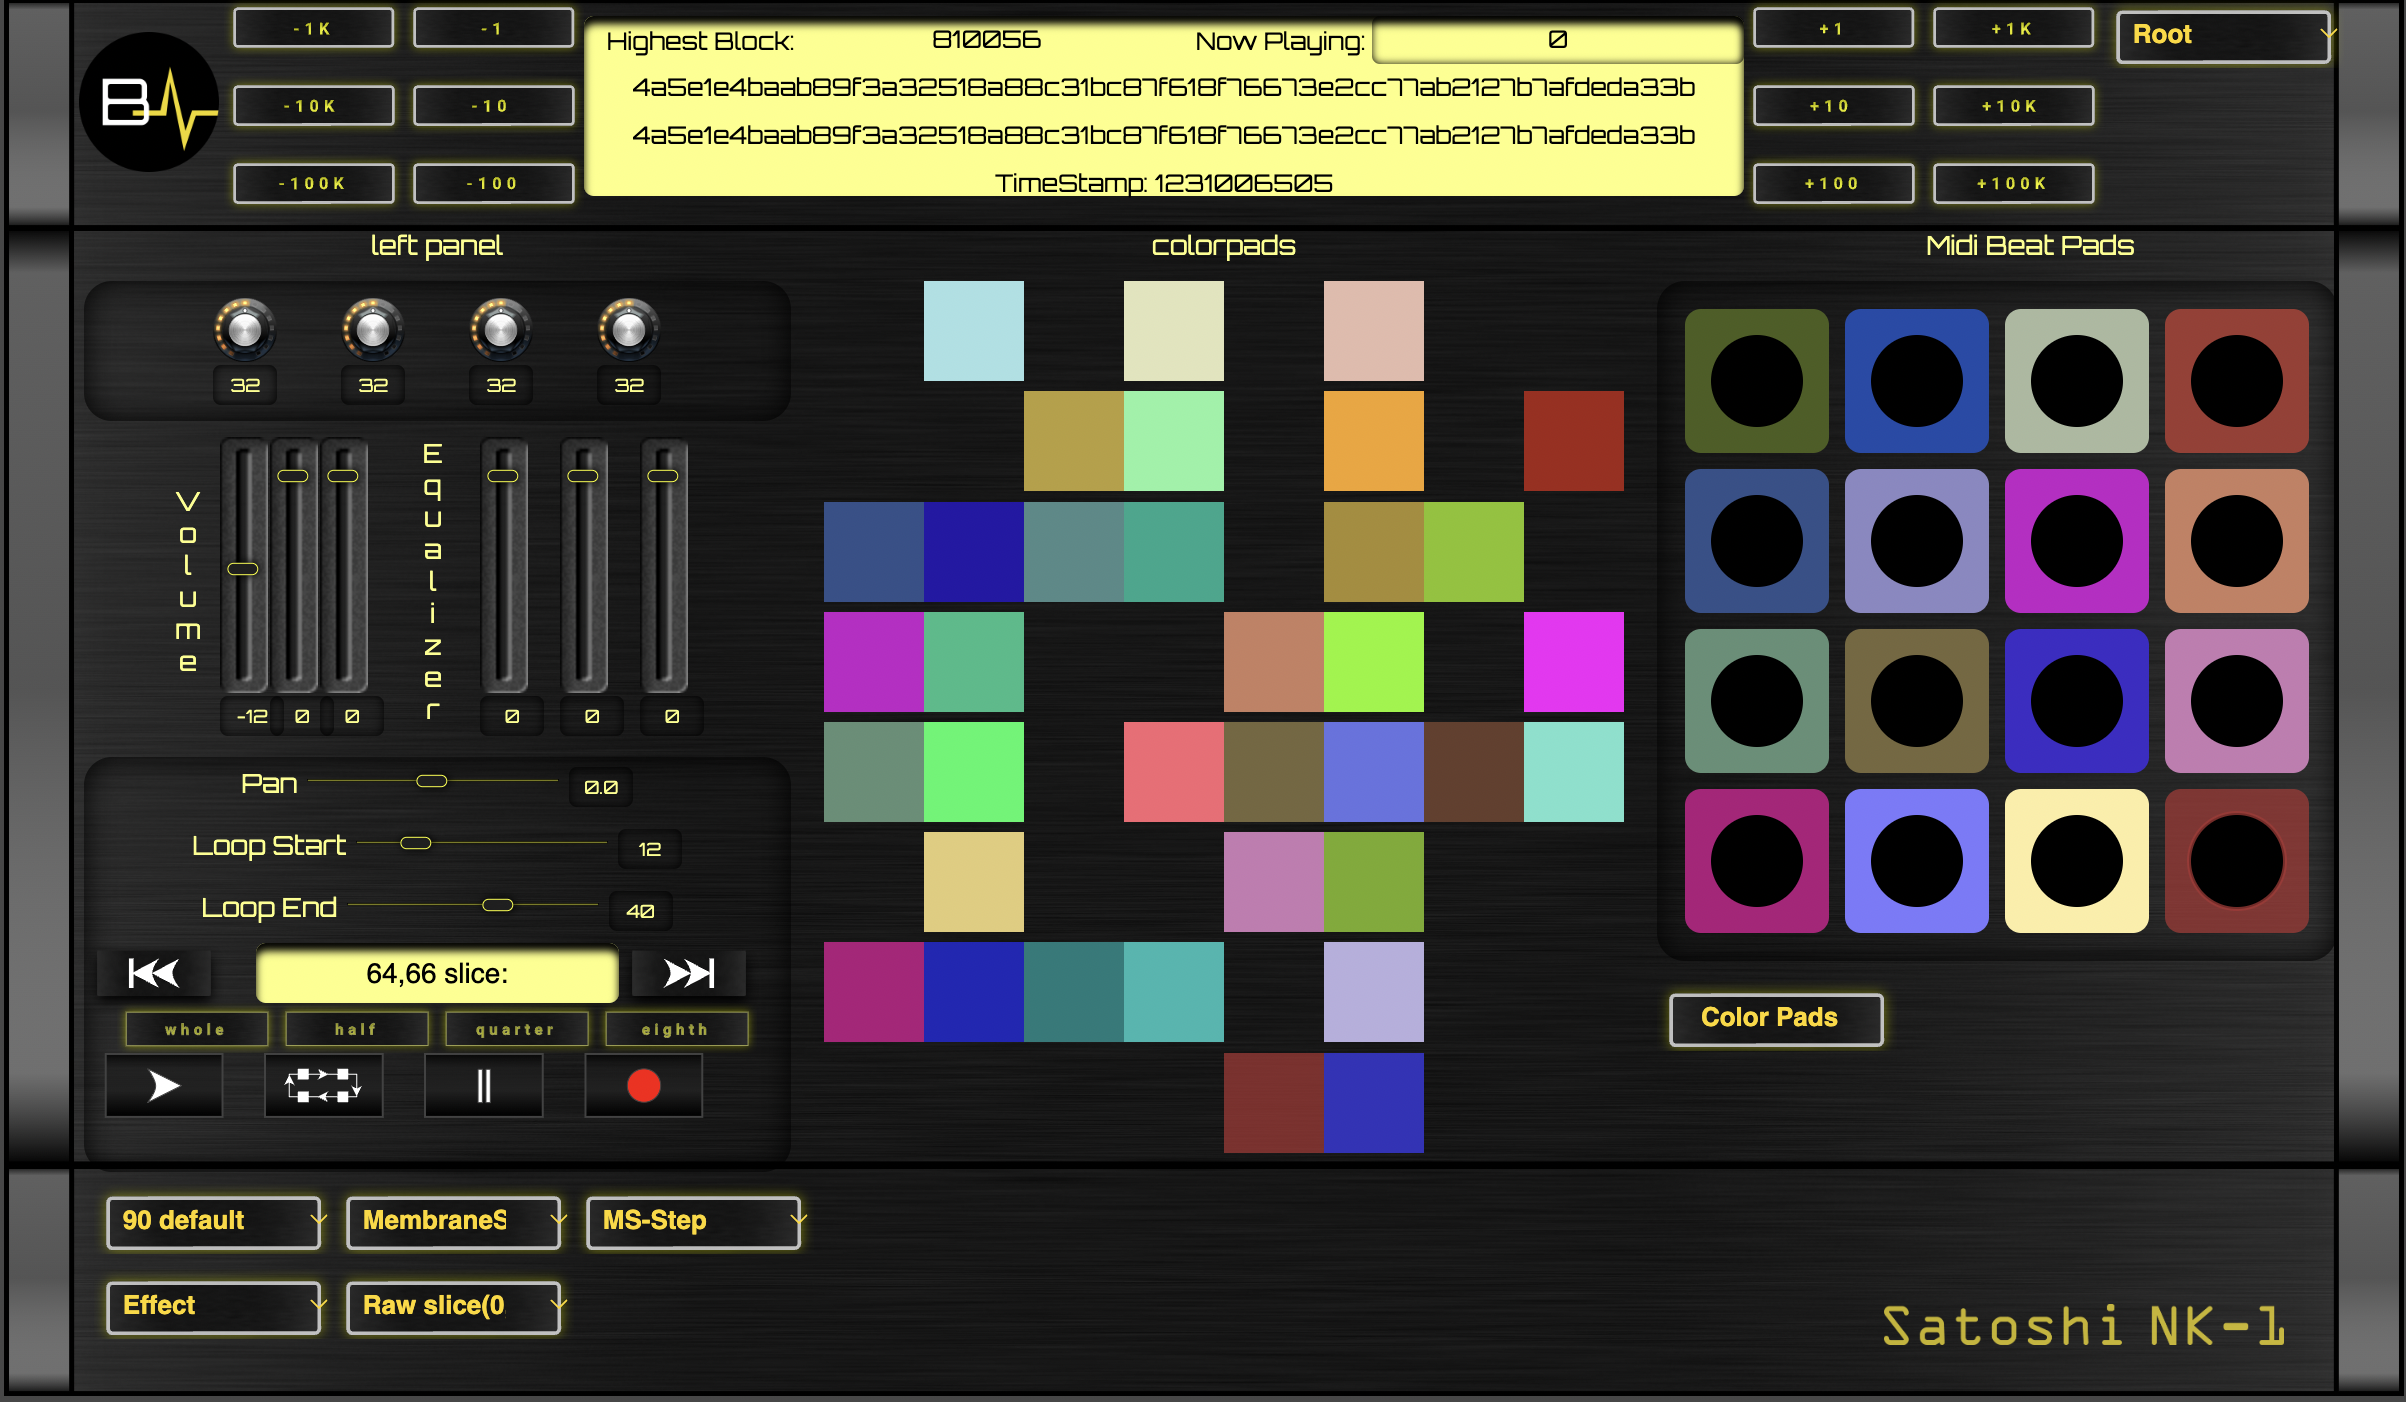 -1K
-1
-10K
-10
-100K
-100
B
Highest Block: 810056 Now Playing: 0
4a5e1e4baab89f3a32518a88c31bc87f618f76673e2cc77ab2127b7afdeda33b
4a5e1e4baab89f3a32518a88c31bc87f618f76673e2cc77ab2127b7afdeda33b
TimeStamp: 1231006505
+1
+1K
+10
+10K
+100
+100K
Root
left panel
32 32 32 32
Volume
-12 0 0
Equalizer
0 0 0
Pan 0.0
Loop Start 12
Loop End 40
64,66 slice:
whole half quarter eighth
colorpads
Midi Beat Pads
Color Pads
90 default
MembraneS
MS-Step
Effect
Raw slice(0
Satoshi NK-1